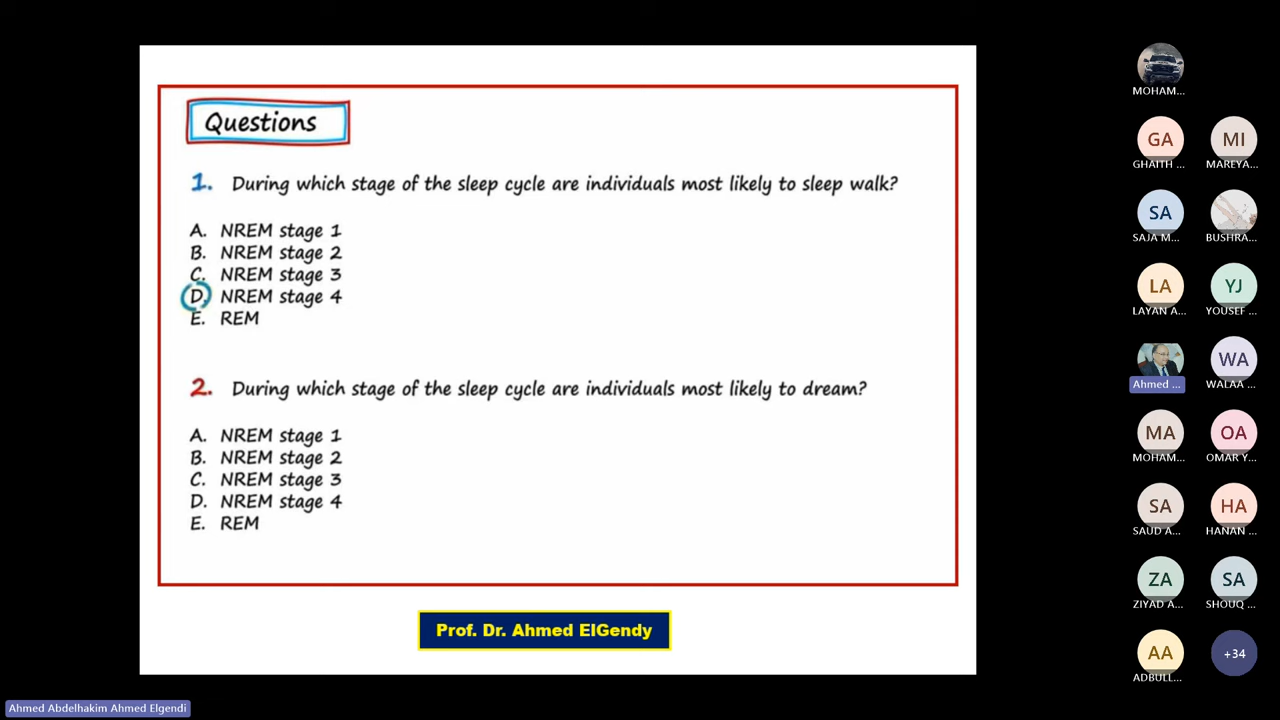 Questions
1. During which stage of the sleep cycle are individuals most likely to sleep walk?
A. NREM stage 1
B. NREM stage 2
C. NREM stage 3
D. NREM stage 4
E. REM
2. During which stage of the sleep cycle are individuals most likely to dream?
A. NREM stage 1
B. NREM stage 2
C. NREM stage 3
D. NREM stage 4
E. REM
Prof. Dr. Ahmed ElGendy
Ahmed Abdelhakim Ahmed Elgendi
MOHAM...
GA MI
GHAITH ... MAREYA...
SA
SAJA M... BUSHRA...
LA YJ
LAYAN A... YOUSEF ...
WA
Ahmed ... WALAA ...
MA OA
MOHAM... OMAR Y...
SA HA
SAUD A... HANAN ...
ZA SA
ZIYAD A... SHOUQ ...
AA +34
ADBULL...